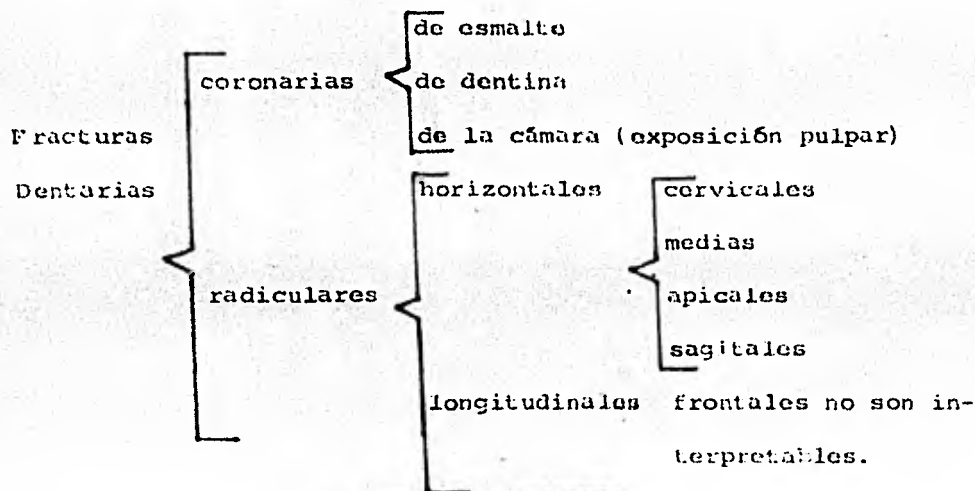 de esmalte
coronarias de dentina
Fracturas de la cámara (exposición pulpar)
Dentarias horizontales cervicales
medias
radiculares apicales
sagitales
longitudinales frontales no son in-
terpretables.